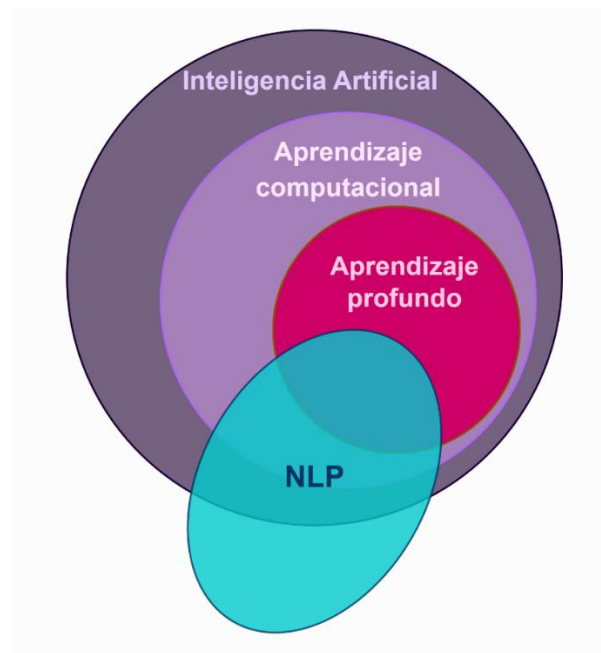 Inteligencia Artificial
Aprendizaje
computacional
Aprendizaje
profundo
NLP